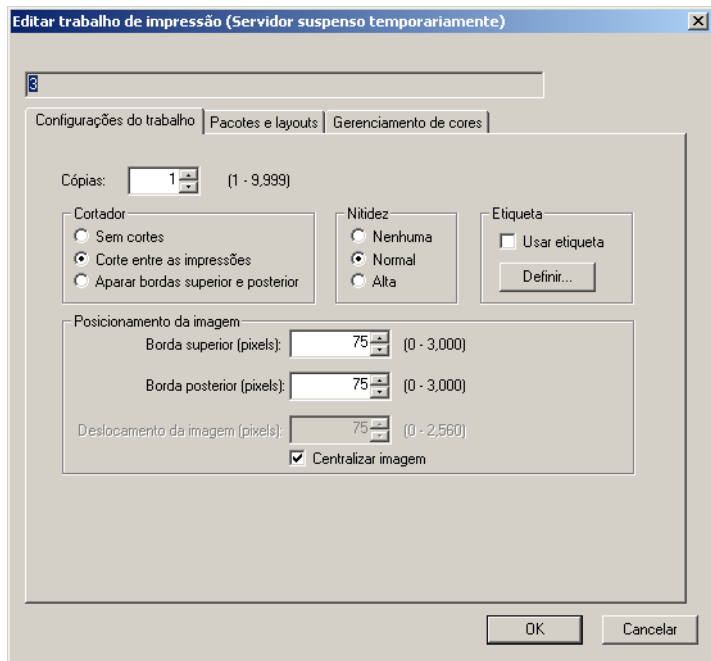 Editar trabalho de impressão (Servidor suspenso temporariamente)
3
Configurações do trabalho Pacotes e layouts Gerenciamento de cores
Cópias: 1 (1 - 9,999)
Cortador
Sem cortes
Corte entre as impressões
Aparar bordas superior e posterior
Nitidez
Nenhuma
Normal
Alta
Etiqueta
Usar etiqueta
Definir...
Posicionamento da imagem
Borda superior (pixels): 75 (0 - 3,000)
Borda posterior (pixels): 75 (0 - 3,000)
Deslocamento da imagem (pixels): 75 (0 - 2,560)
Centralizar imagem
OK Cancelar